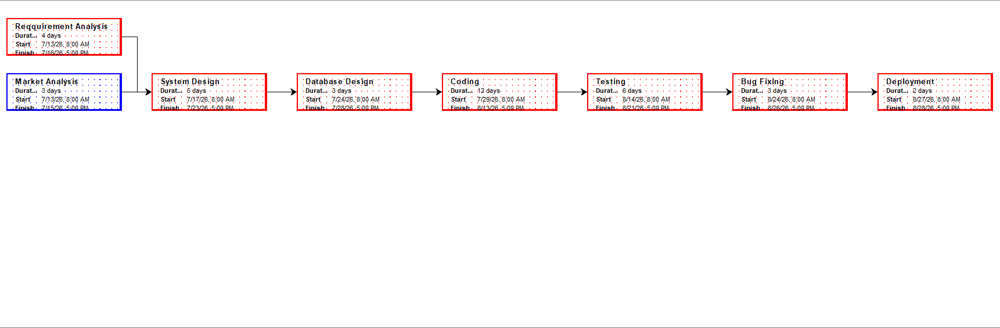 Reqquirement Analysis
Durat... 4 days
Start 7/13/26, 8:00 AM
Finish 7/16/26, 5:00 PM
Market Analysis
Durat... 3 days
Start 7/13/26, 8:00 AM
Finish 7/15/26, 5:00 PM
System Design
Durat... 5 days
Start 7/17/26, 8:00 AM
Finish 7/23/26, 5:00 PM
Database Design
Durat... 3 days
Start 7/24/26, 8:00 AM
Finish 7/28/26, 5:00 PM
Coding
Durat... 12 days
Start 7/29/26, 8:00 AM
Finish 8/13/26, 5:00 PM
Testing
Durat... 6 days
Start 8/14/26, 8:00 AM
Finish 8/21/26, 5:00 PM
Bug Fixing
Durat... 3 days
Start 8/24/26, 8:00 AM
Finish 8/26/26, 5:00 PM
Deployment
Durat... 2 days
Start 8/27/26, 8:00 AM
Finish 8/28/26, 5:00 PM